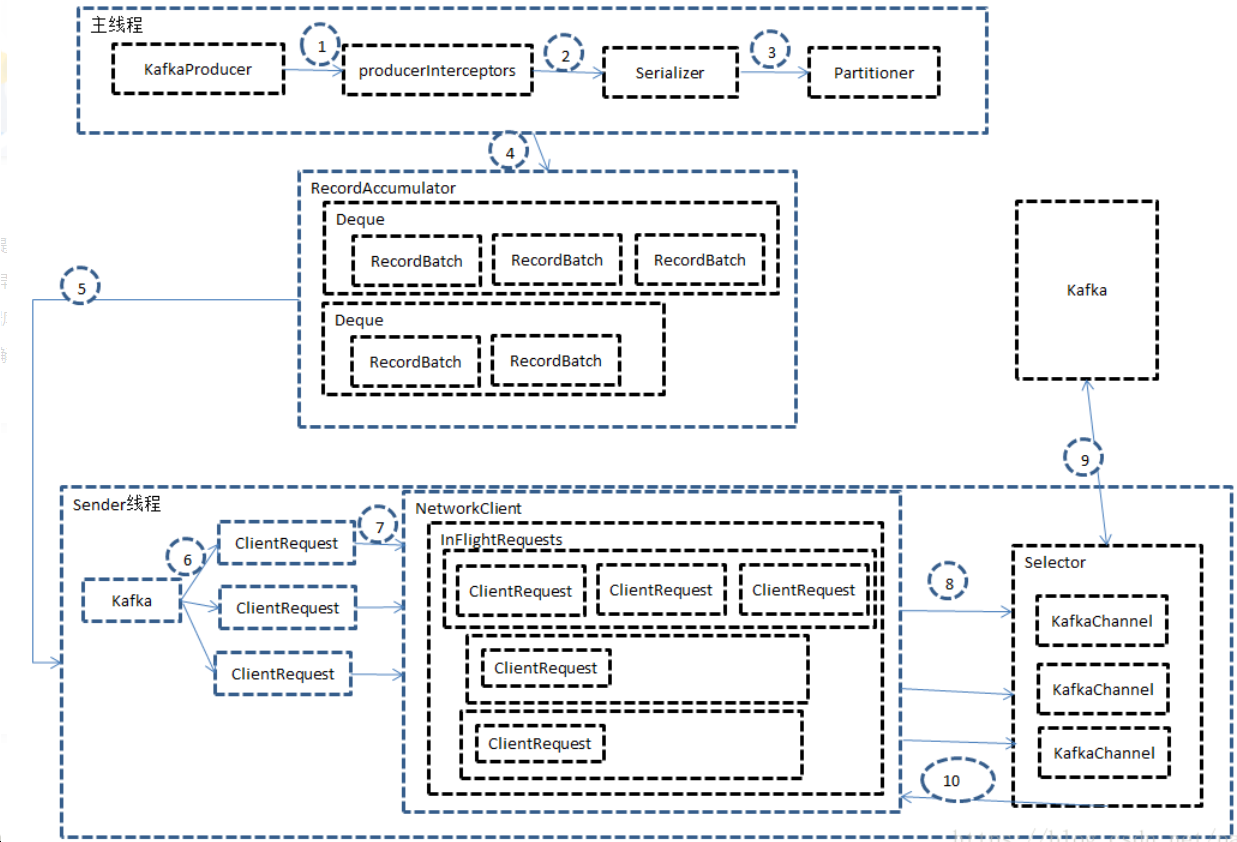 主线程
1
2
3
KafkaProducer
producerInterceptors
Serializer
Partitioner
4
RecordAccumulator
Deque
RecordBatch
RecordBatch
RecordBatch
5
Deque
RecordBatch
RecordBatch
Kafka
9
Sender线程
6
7
ClientRequest
Kafka
ClientRequest
ClientRequest
NetworkClient
InFlightRequests
ClientRequest
ClientRequest
ClientRequest
ClientRequest
ClientRequest
8
10
Selector
KafkaChannel
KafkaChannel
KafkaChannel